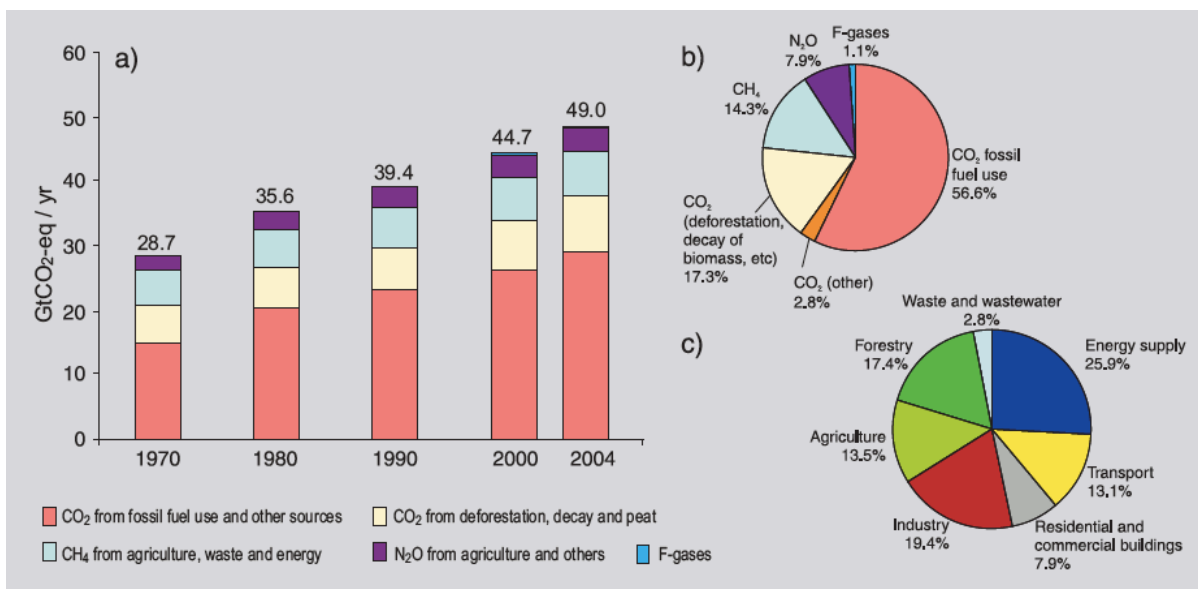 a)
GtCO₂-eq / yr
60
50
40
30
20
10
0
28.7
35.6
39.4
44.7
49.0
1970
1980
1990
2000
2004
CO₂ from fossil fuel use and other sources
CO₂ from deforestation, decay and peat
CH₄ from agriculture, waste and energy
N₂O from agriculture and others
F-gases
b)
F-gases
1.1%
N₂O
7.9%
CH₄
14.3%
CO₂ fossil
fuel use
56.6%
CO₂
(deforestation,
decay of
biomass, etc)
17.3%
CO₂ (other)
2.8%
c)
Waste and wastewater
2.8%
Forestry
17.4%
Energy supply
25.9%
Agriculture
13.5%
Transport
13.1%
Industry
19.4%
Residential and
commercial buildings
7.9%